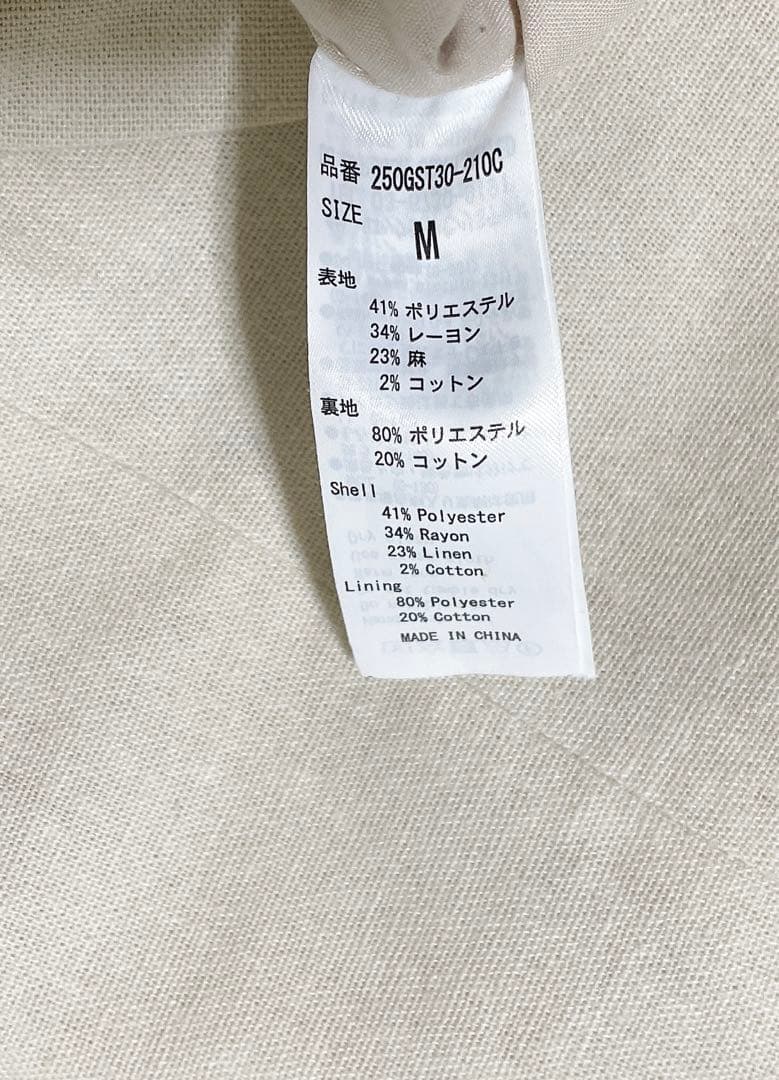 品番 250GST30-210C
SIZE
M
表地
41% ポリエステル
34% レーヨン
23% 麻
2% コットン
裏地
80% ポリエステル
20% コットン
Shell
41% Polyester
34% Rayon
23% Linen
2% Cotton
Lining
80% Polyester
20% Cotton
MADE IN CHINA